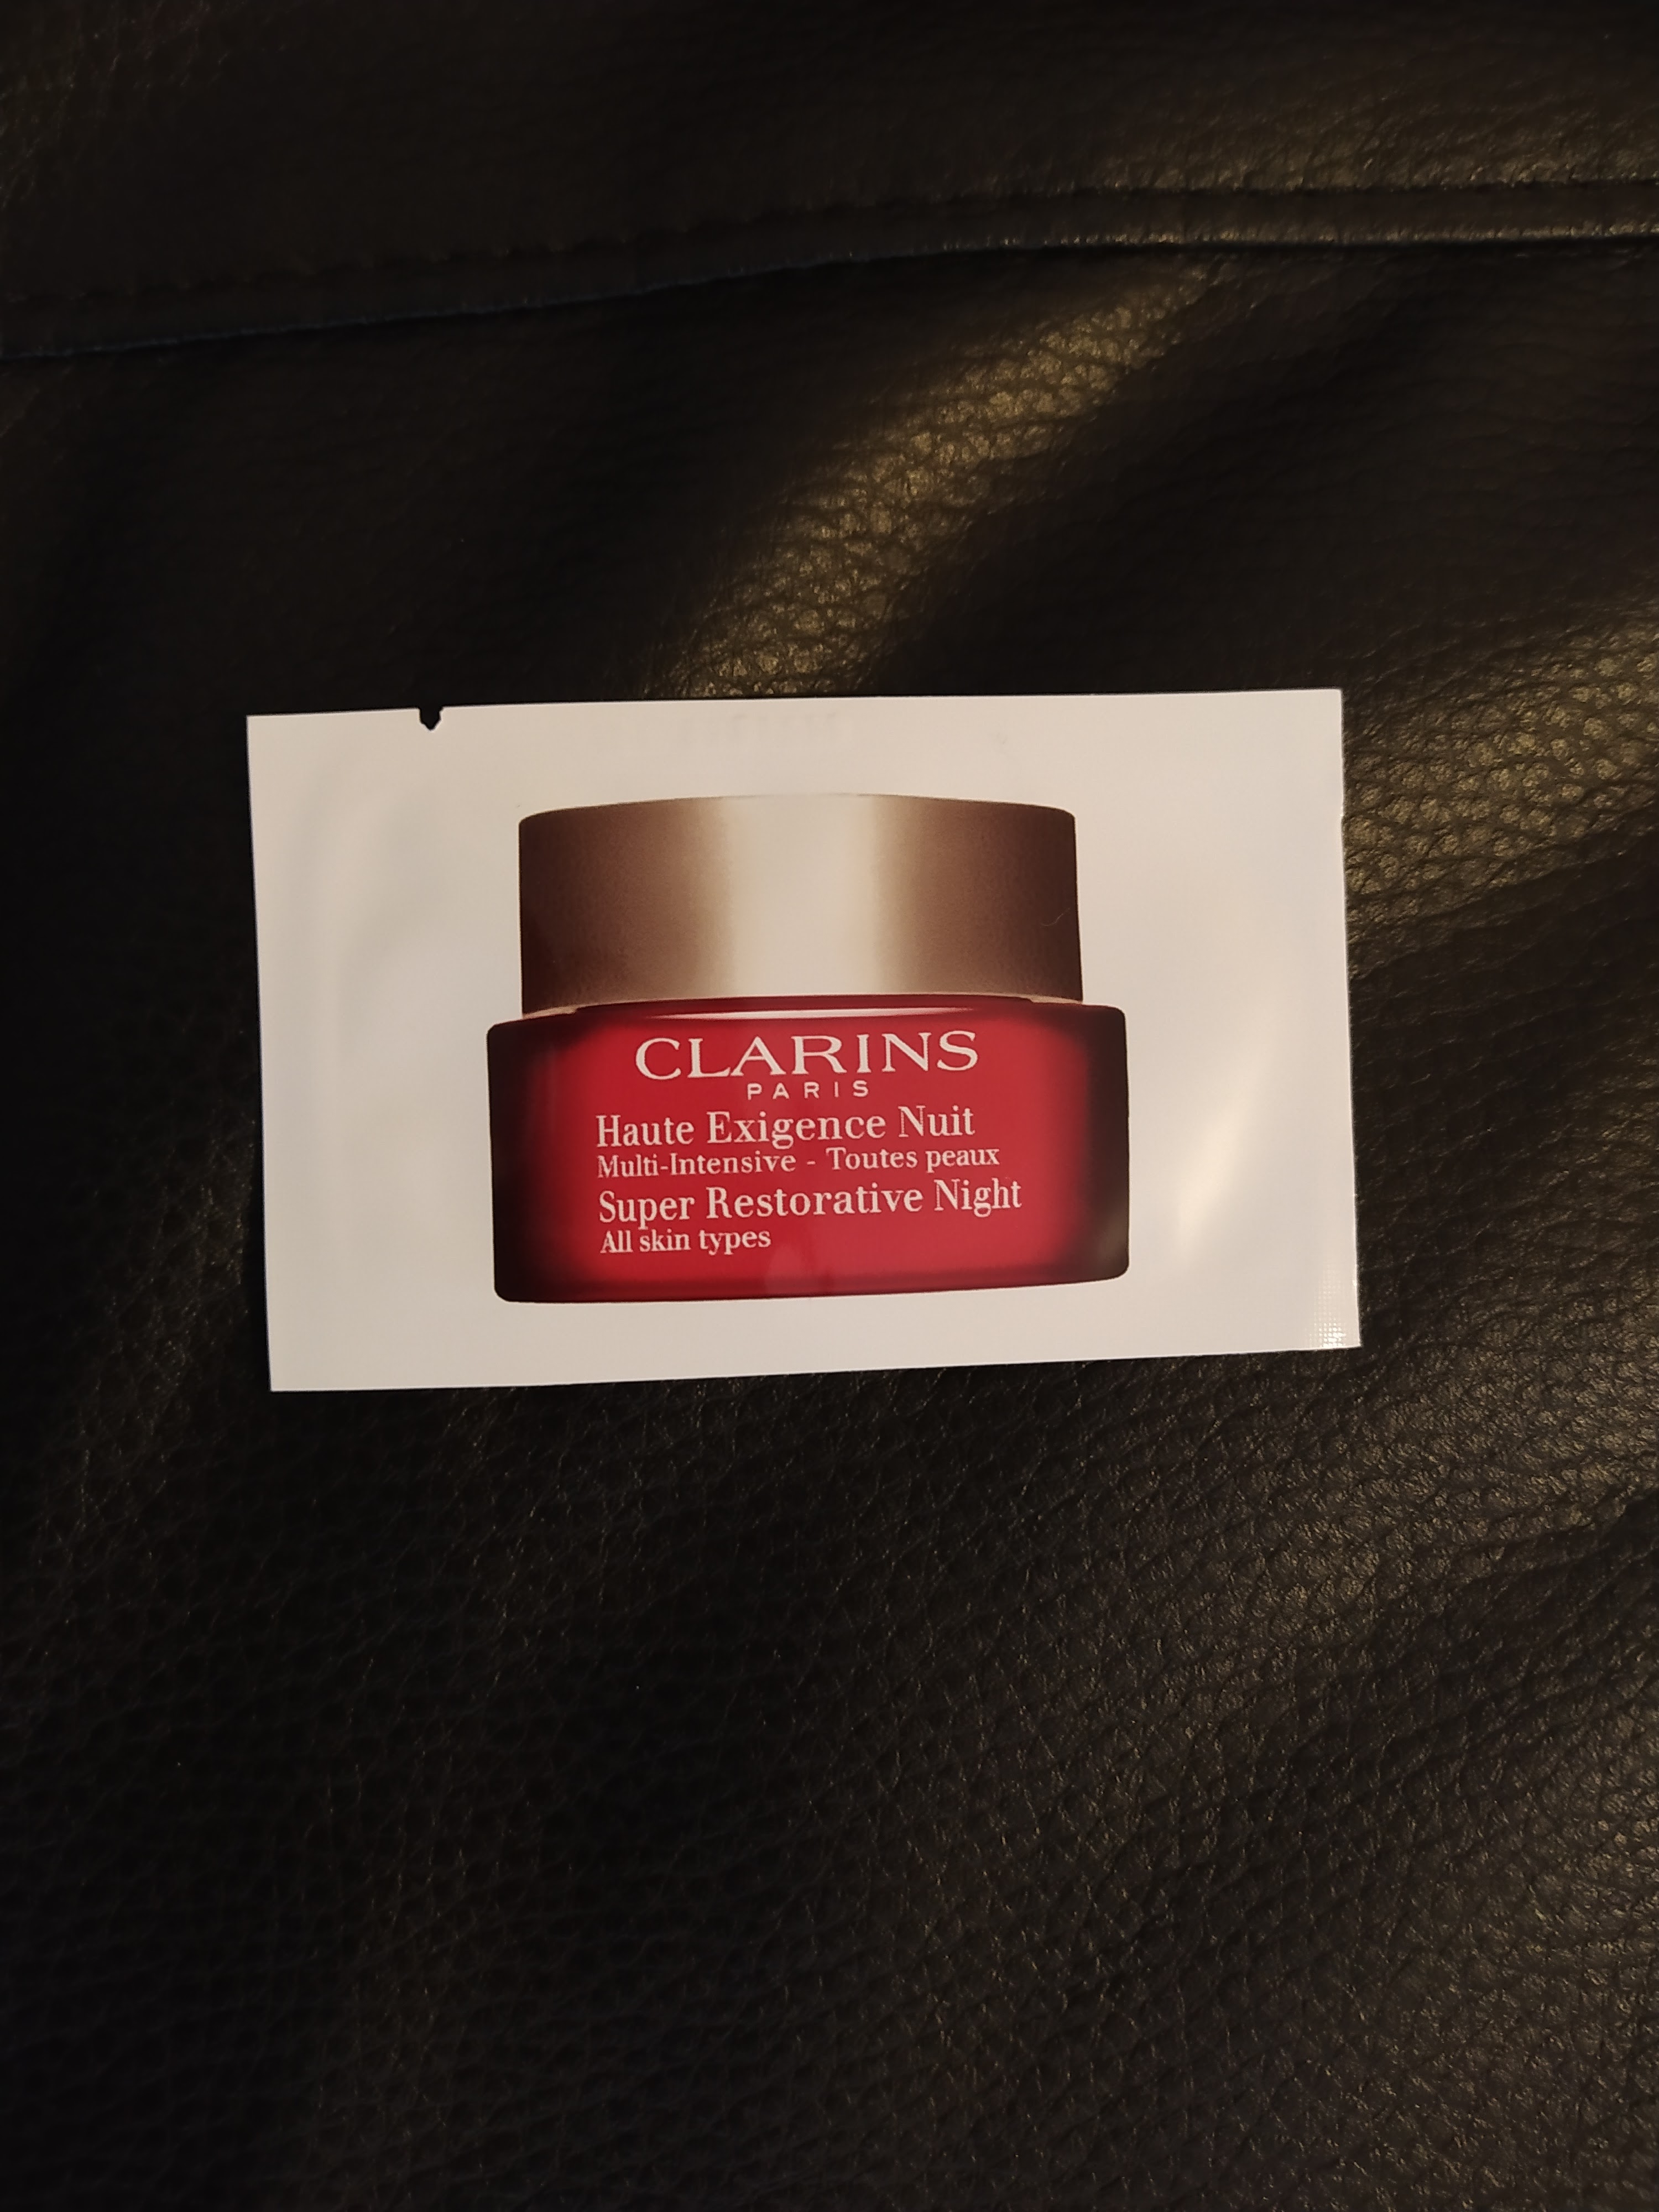 CLARINS
PARIS
Haute Exigence Nuit
Multi-Intensive - Toutes peaux
Super Restorative Night
All skin types